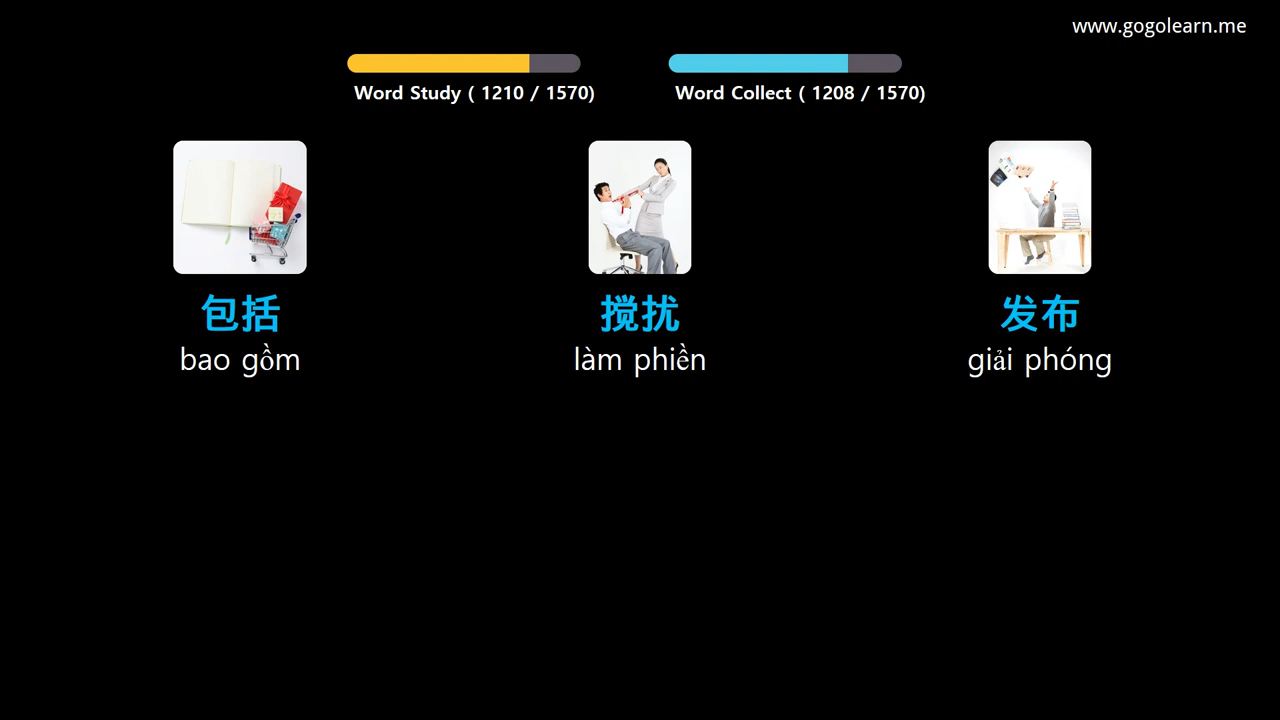 www.gogolearn.me
Word Study ( 1210 / 1570)
Word Collect ( 1208 / 1570)
包括
bao gồm
搅扰
làm phiền
发布
giải phóng